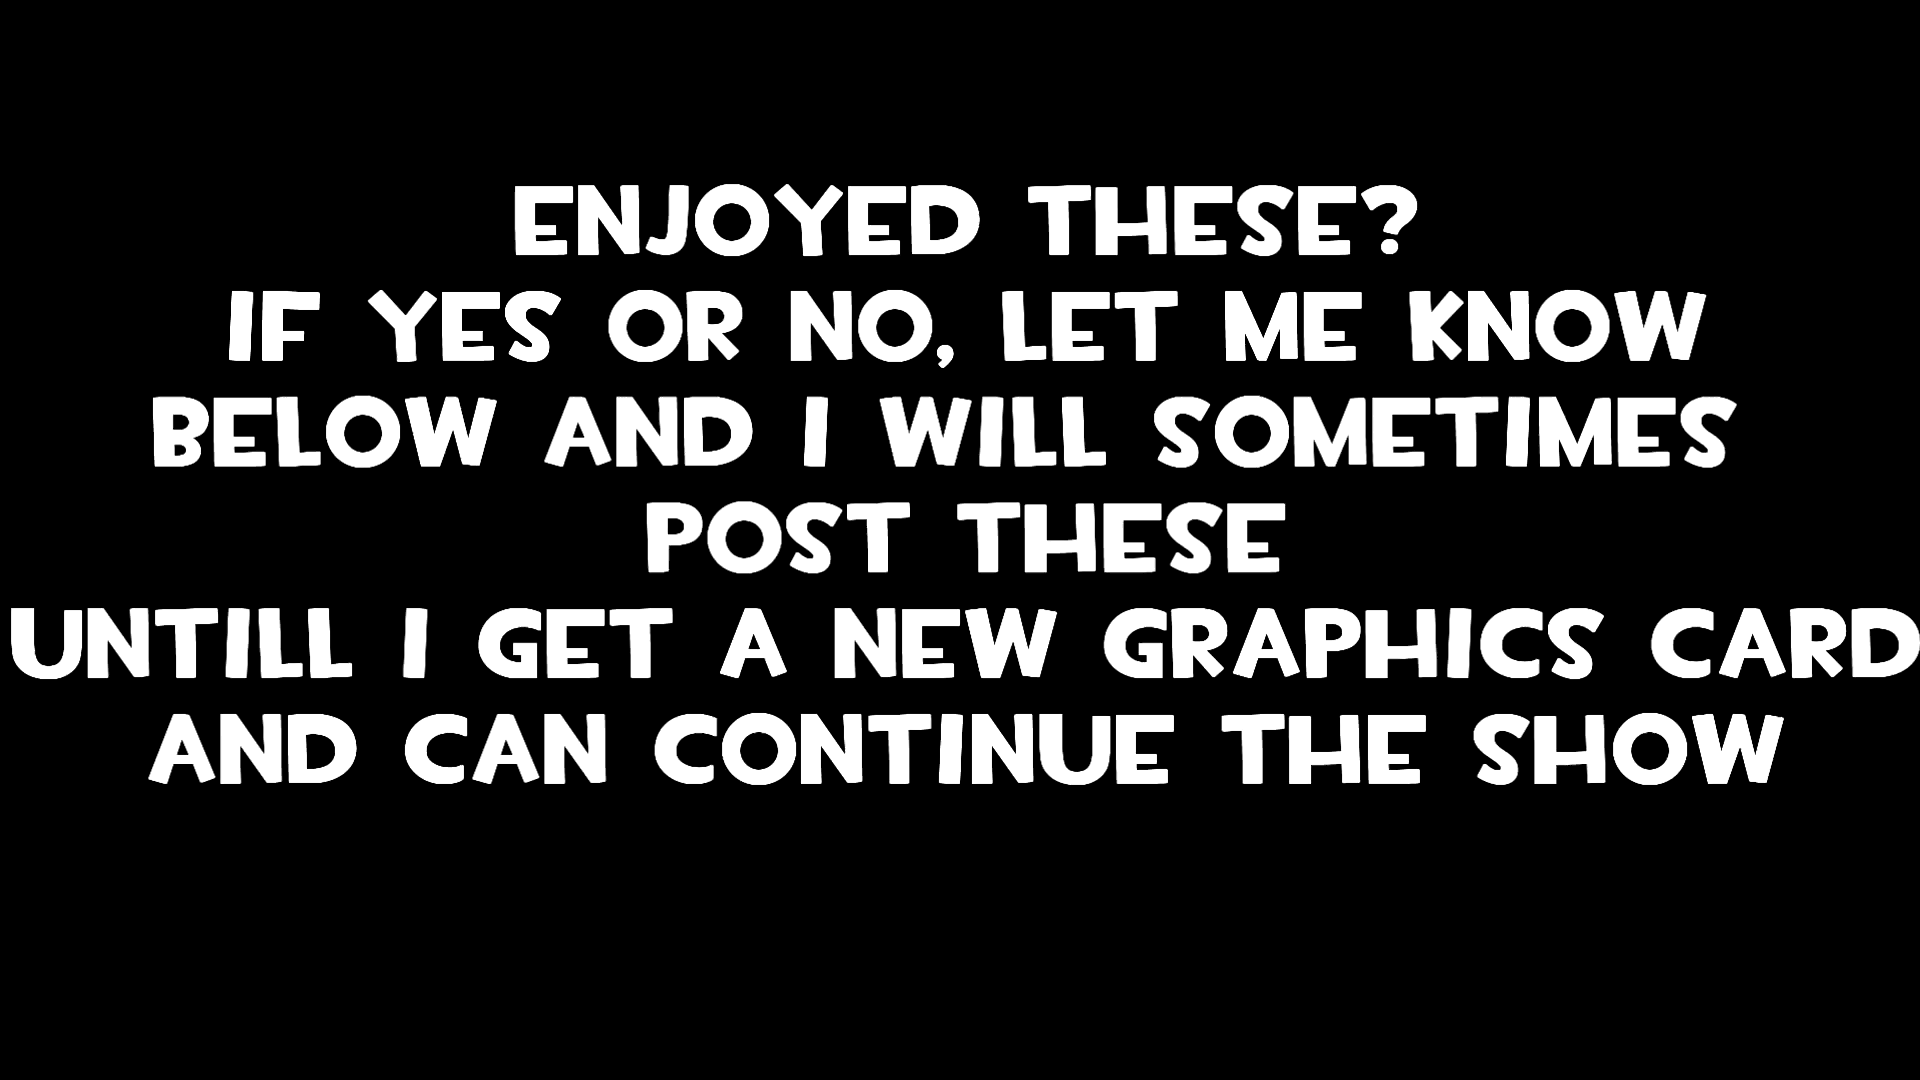 ENJOYED THESE?
IF YES OR NO, LET ME KNOW
BELOW AND I WILL SOMETIMES
POST THESE
UNTILL I GET A NEW GRAPHICS CARD
AND CAN CONTINUE THE SHOW